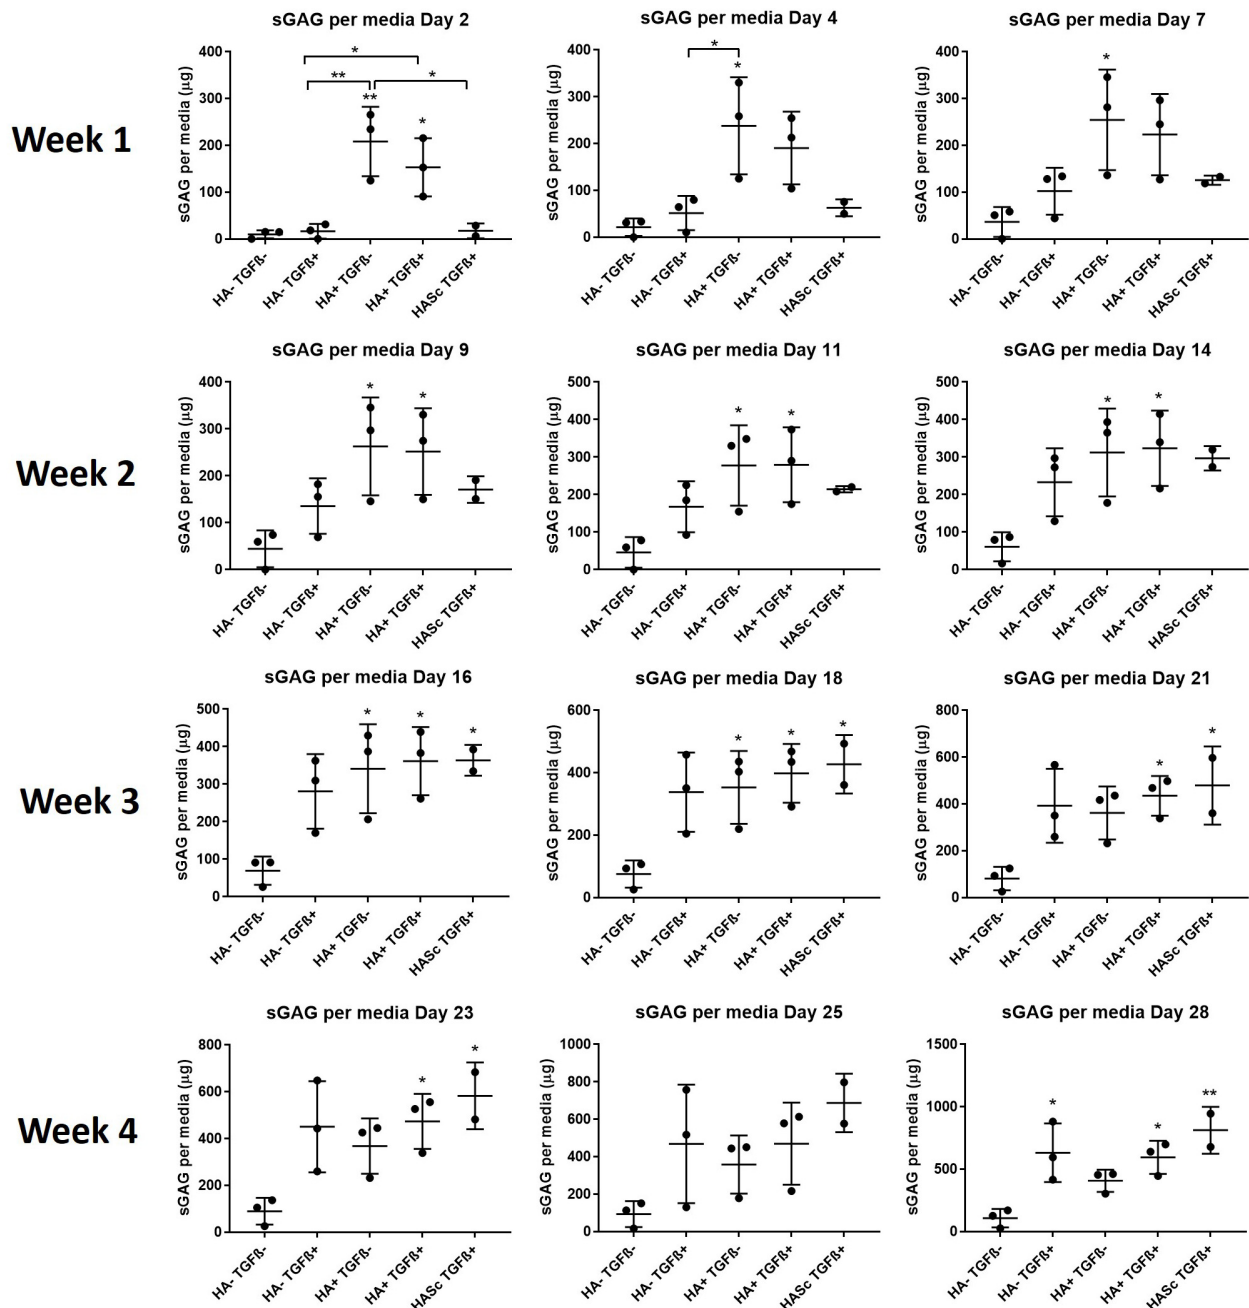 Week 1
sGAG per media Day 2
sGAG per media (µg)
400
300
200
100
0
*
**
*
**
*
HA- TGFß-
HA- TGFß+
HA+ TGFß-
HA+ TGFß+
HASc TGFß+
sGAG per media Day 4
sGAG per media (µg)
400
300
200
100
0
*
*
HA- TGFß-
HA- TGFß+
HA+ TGFß-
HA+ TGFß+
HASc TGFß+
sGAG per media Day 7
sGAG per media (µg)
400
300
200
100
0
*
HA- TGFß-
HA- TGFß+
HA+ TGFß-
HA+ TGFß+
HASc TGFß+
Week 2
sGAG per media Day 9
sGAG per media (µg)
400
300
200
100
0
*
*
HA- TGFß-
HA- TGFß+
HA+ TGFß-
HA+ TGFß+
HASc TGFß+
sGAG per media Day 11
sGAG per media (µg)
500
400
300
200
100
0
*
*
HA- TGFß-
HA- TGFß+
HA+ TGFß-
HA+ TGFß+
HASc TGFß+
sGAG per media Day 14
sGAG per media (µg)
500
400
300
200
100
0
*
*
HA- TGFß-
HA- TGFß+
HA+ TGFß-
HA+ TGFß+
HASc TGFß+
Week 3
sGAG per media Day 16
sGAG per media (µg)
500
400
300
200
100
0
*
*
*
HA- TGFß-
HA- TGFß+
HA+ TGFß-
HA+ TGFß+
HASc TGFß+
sGAG per media Day 18
sGAG per media (µg)
600
400
200
0
*
*
*
HA- TGFß-
HA- TGFß+
HA+ TGFß-
HA+ TGFß+
HASc TGFß+
sGAG per media Day 21
sGAG per media (µg)
800
600
400
200
0
*
*
HA- TGFß-
HA- TGFß+
HA+ TGFß-
HA+ TGFß+
HASc TGFß+
Week 4
sGAG per media Day 23
sGAG per media (µg)
800
600
400
200
0
*
*
HA- TGFß-
HA- TGFß+
HA+ TGFß-
HA+ TGFß+
HASc TGFß+
sGAG per media Day 25
sGAG per media (µg)
1000
800
600
400
200
0
HA- TGFß-
HA- TGFß+
HA+ TGFß-
HA+ TGFß+
HASc TGFß+
sGAG per media Day 28
sGAG per media (µg)
1500
1000
500
0
*
*
**
HA- TGFß-
HA- TGFß+
HA+ TGFß-
HA+ TGFß+
HASc TGFß+